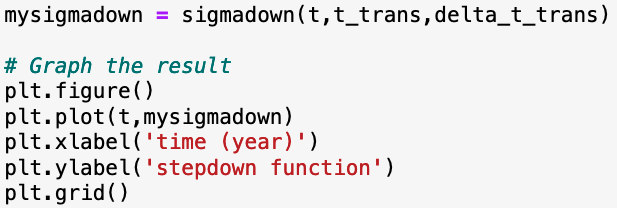 mysigmadown = sigmadown(t,t_trans,delta_t_trans)
# Graph the result
plt.figure()
plt.plot(t,mysigmadown)
plt.xlabel('time (year)')
plt.ylabel('stepdown function')
plt.grid()